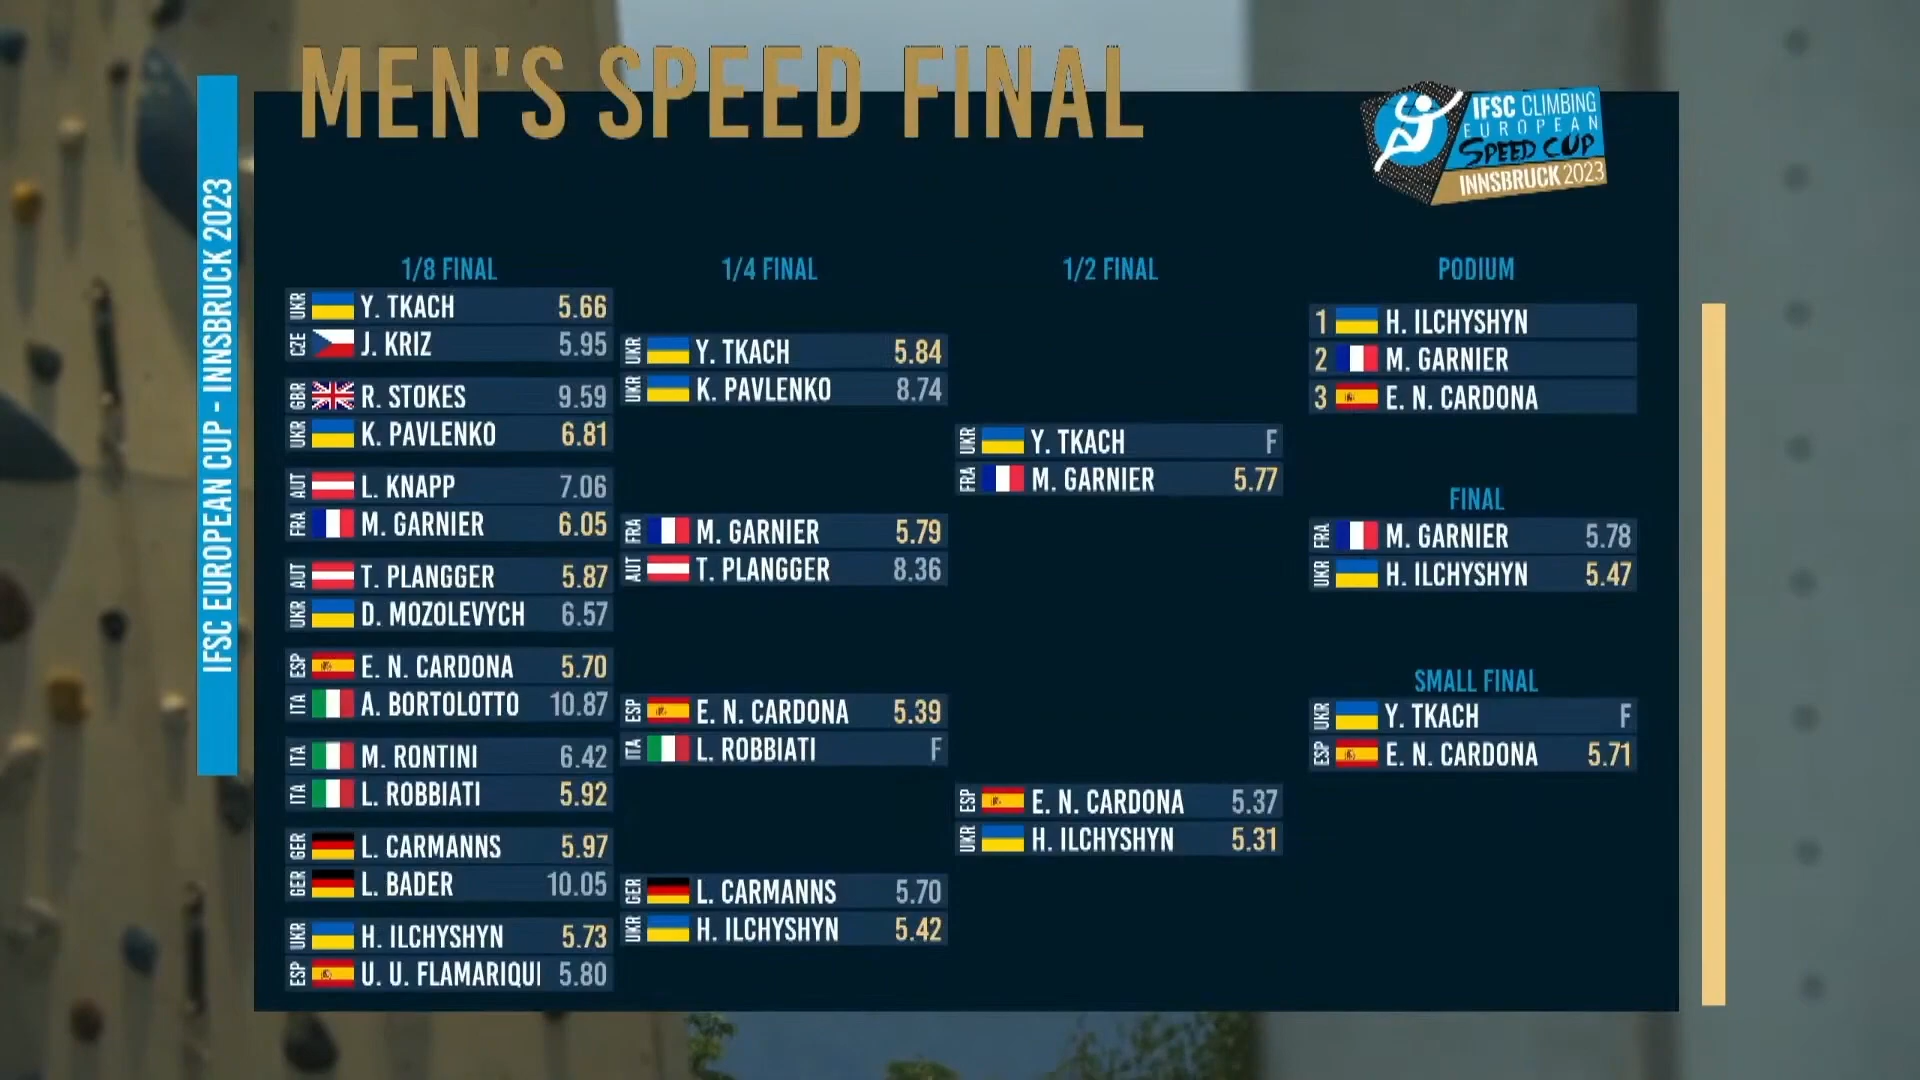 MEN'S SPEED FINAL
IFSC CLIMBING
EUROPEAN
SPEED CUP
INNSBRUCK 2023
IFSC EUROPEAN CUP - INNSBRUCK 2023
1/8 FINAL
UKR Y. TKACH 5.66
CZE J. KRIZ 5.95
GBR R. STOKES 9.59
UKR K. PAVLENKO 6.81
AUT L. KNAPP 7.06
FRA M. GARNIER 6.05
AUT T. PLANGGER 5.87
UKR D. MOZOLEVYCH 6.57
ESP E. N. CARDONA 5.70
ITA A. BORTOLOTTO 10.87
ITA M. RONTINI 6.42
ITA L. ROBBIATI 5.92
GER L. CARMANNS 5.97
GER L. BADER 10.05
UKR H. ILCHYSHYN 5.73
ESP U. U. FLAMARIQUI 5.80
1/4 FINAL
UKR Y. TKACH 5.84
UKR K. PAVLENKO 8.74
FRA M. GARNIER 5.79
AUT T. PLANGGER 8.36
ESP E. N. CARDONA 5.39
ITA L. ROBBIATI F
GER L. CARMANNS 5.70
UKR H. ILCHYSHYN 5.42
1/2 FINAL
UKR Y. TKACH F
FRA M. GARNIER 5.77
ESP E. N. CARDONA 5.37
UKR H. ILCHYSHYN 5.31
PODIUM
1 H. ILCHYSHYN
2 M. GARNIER
3 E. N. CARDONA
FINAL
FRA M. GARNIER 5.78
UKR H. ILCHYSHYN 5.47
SMALL FINAL
UKR Y. TKACH F
ESP E. N. CARDONA 5.71